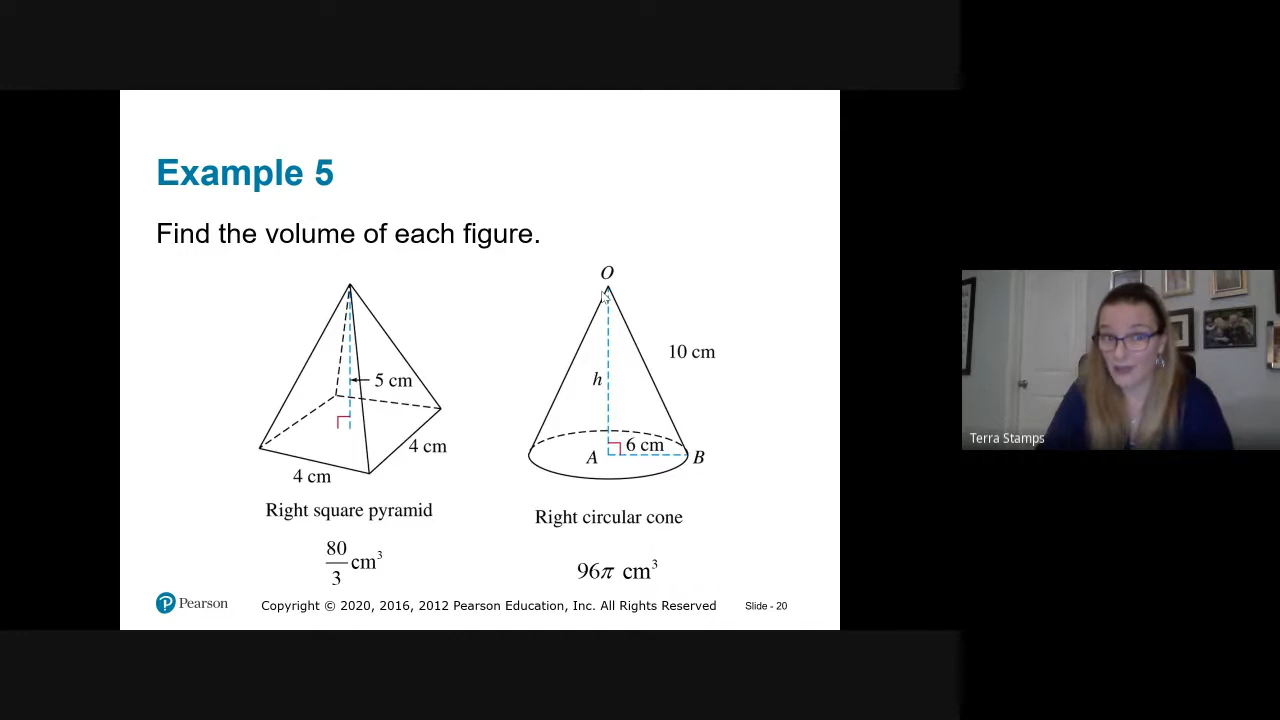 Example 5
Find the volume of each figure.
5 cm
4 cm
4 cm
Right square pyramid
80/3 cm³
O
10 cm
h
6 cm
A
B
Right circular cone
96π cm³
Pearson
Copyright © 2020, 2016, 2012 Pearson Education, Inc. All Rights Reserved
Slide - 20
Terra Stamps